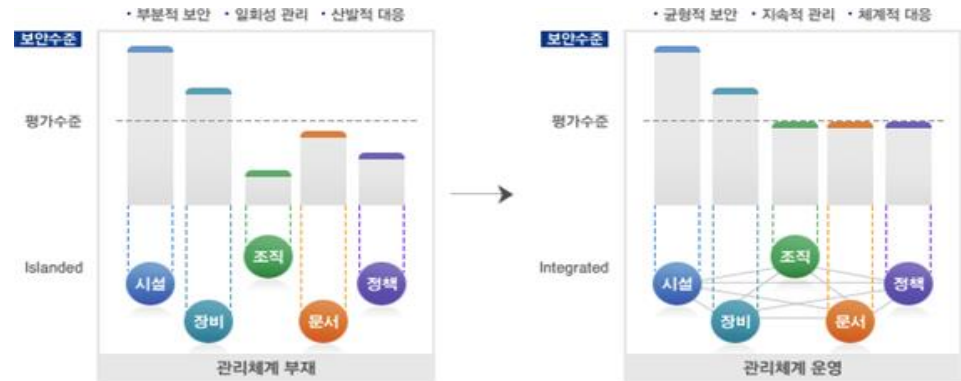 • 부분적 보안 • 일회성 관리 • 산발적 대응
보안수준
평가수준
Islanded
시설
장비
조직
문서
정책
관리체계 부재
• 균형적 보안 • 지속적 관리 • 체계적 대응
보안수준
평가수준
Integrated
시설
장비
조직
문서
정책
관리체계 운영